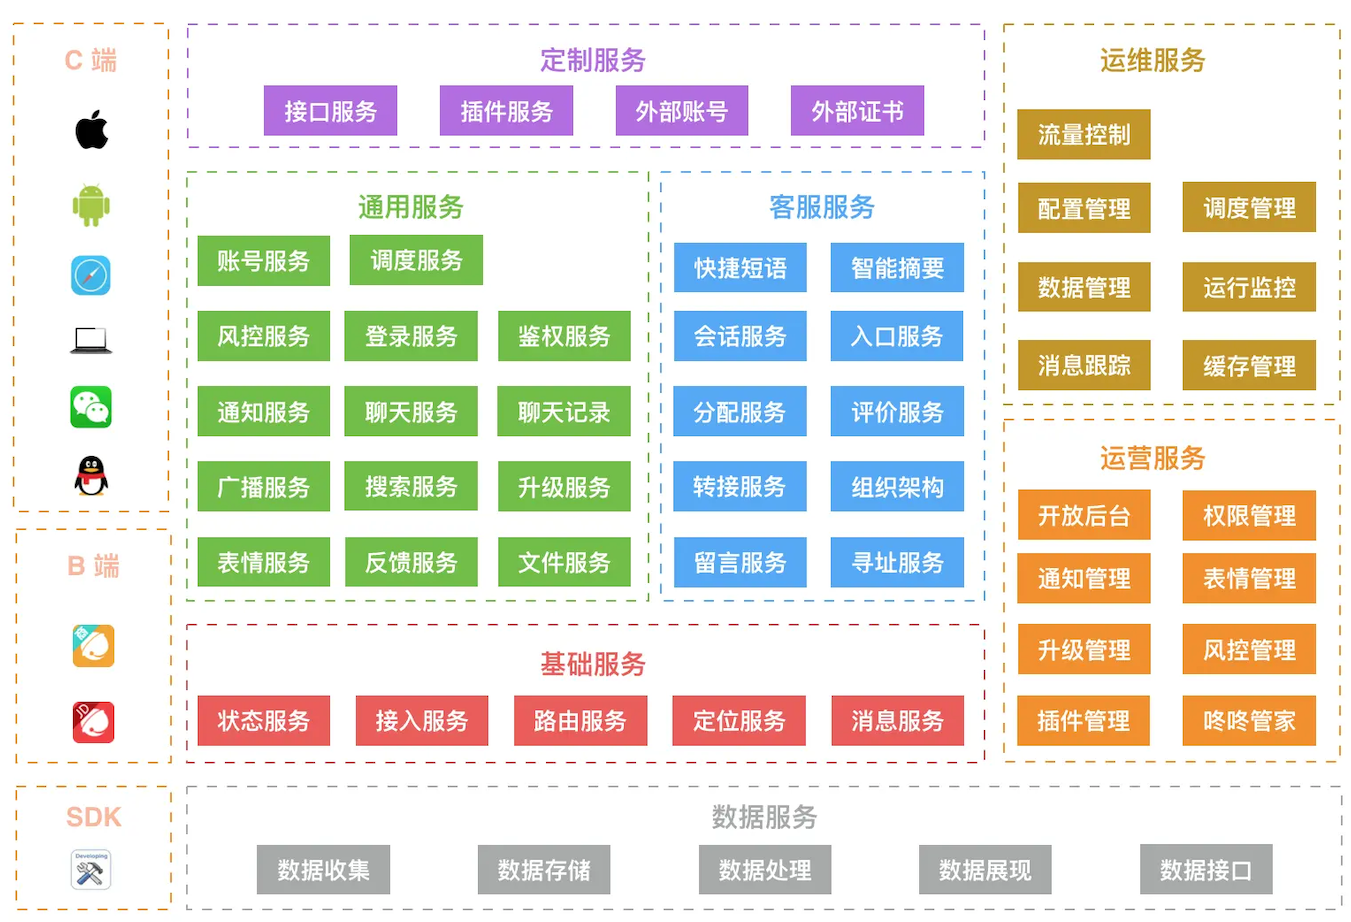 C 端
定制服务
接口服务
插件服务
外部账号
外部证书
通用服务
账号服务
调度服务
风控服务
登录服务
鉴权服务
通知服务
聊天服务
聊天记录
广播服务
搜索服务
升级服务
表情服务
反馈服务
文件服务
客服服务
快捷短语
智能摘要
会话服务
入口服务
分配服务
评价服务
转接服务
组织架构
留言服务
寻址服务
运维服务
流量控制
配置管理
调度管理
数据管理
运行监控
消息跟踪
缓存管理
B 端
JD
基础服务
状态服务
接入服务
路由服务
定位服务
消息服务
运营服务
开放后台
权限管理
通知管理
表情管理
升级管理
风控管理
插件管理
咚咚管家
SDK
Developing
数据服务
数据收集
数据存储
数据处理
数据展现
数据接口